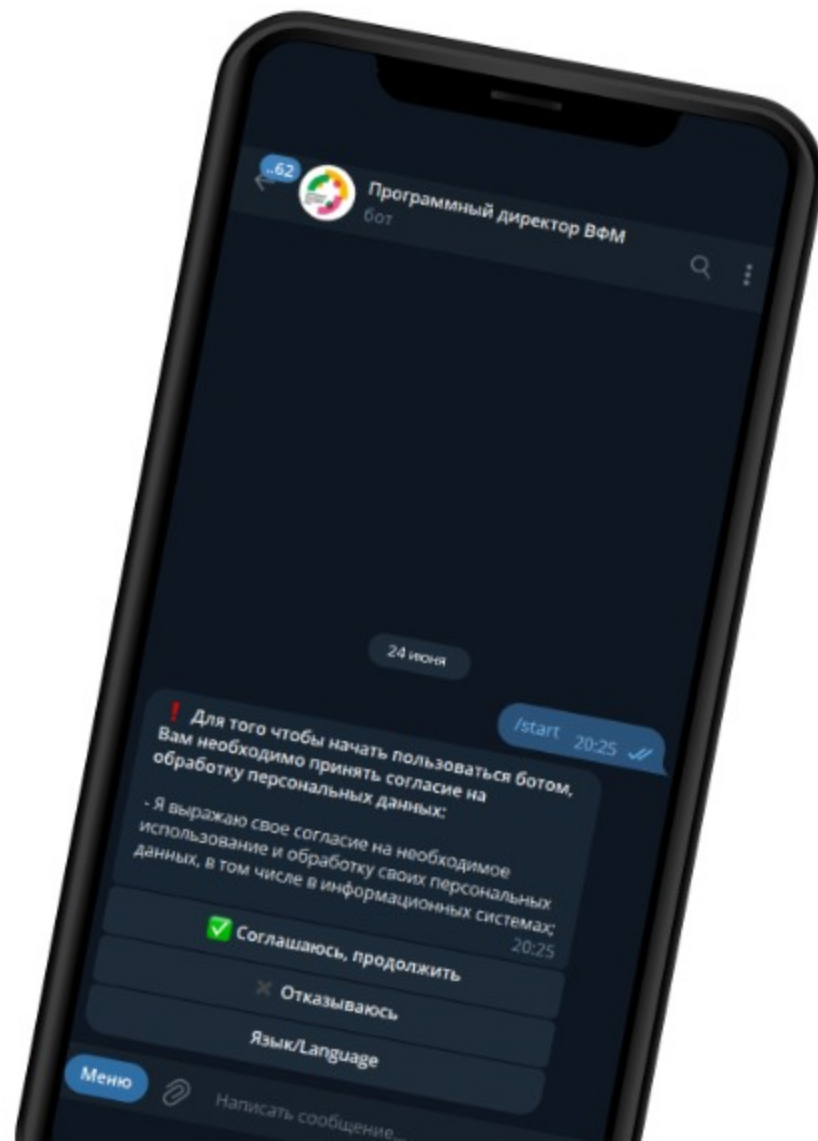 ..62
Программный директор ВФМ
бот
24 июня
/start 20:25
❗ Для того чтобы начать пользоваться ботом,
Вам необходимо принять согласие на
обработку персональных данных:
- Я выражаю свое согласие на необходимое
использование и обработку своих персональных
данных, в том числе в информационных системах;
20:25
✅ Соглашаюсь, продолжить
✖ Отказываюсь
Язык/Language
Меню
Написать сообщение...